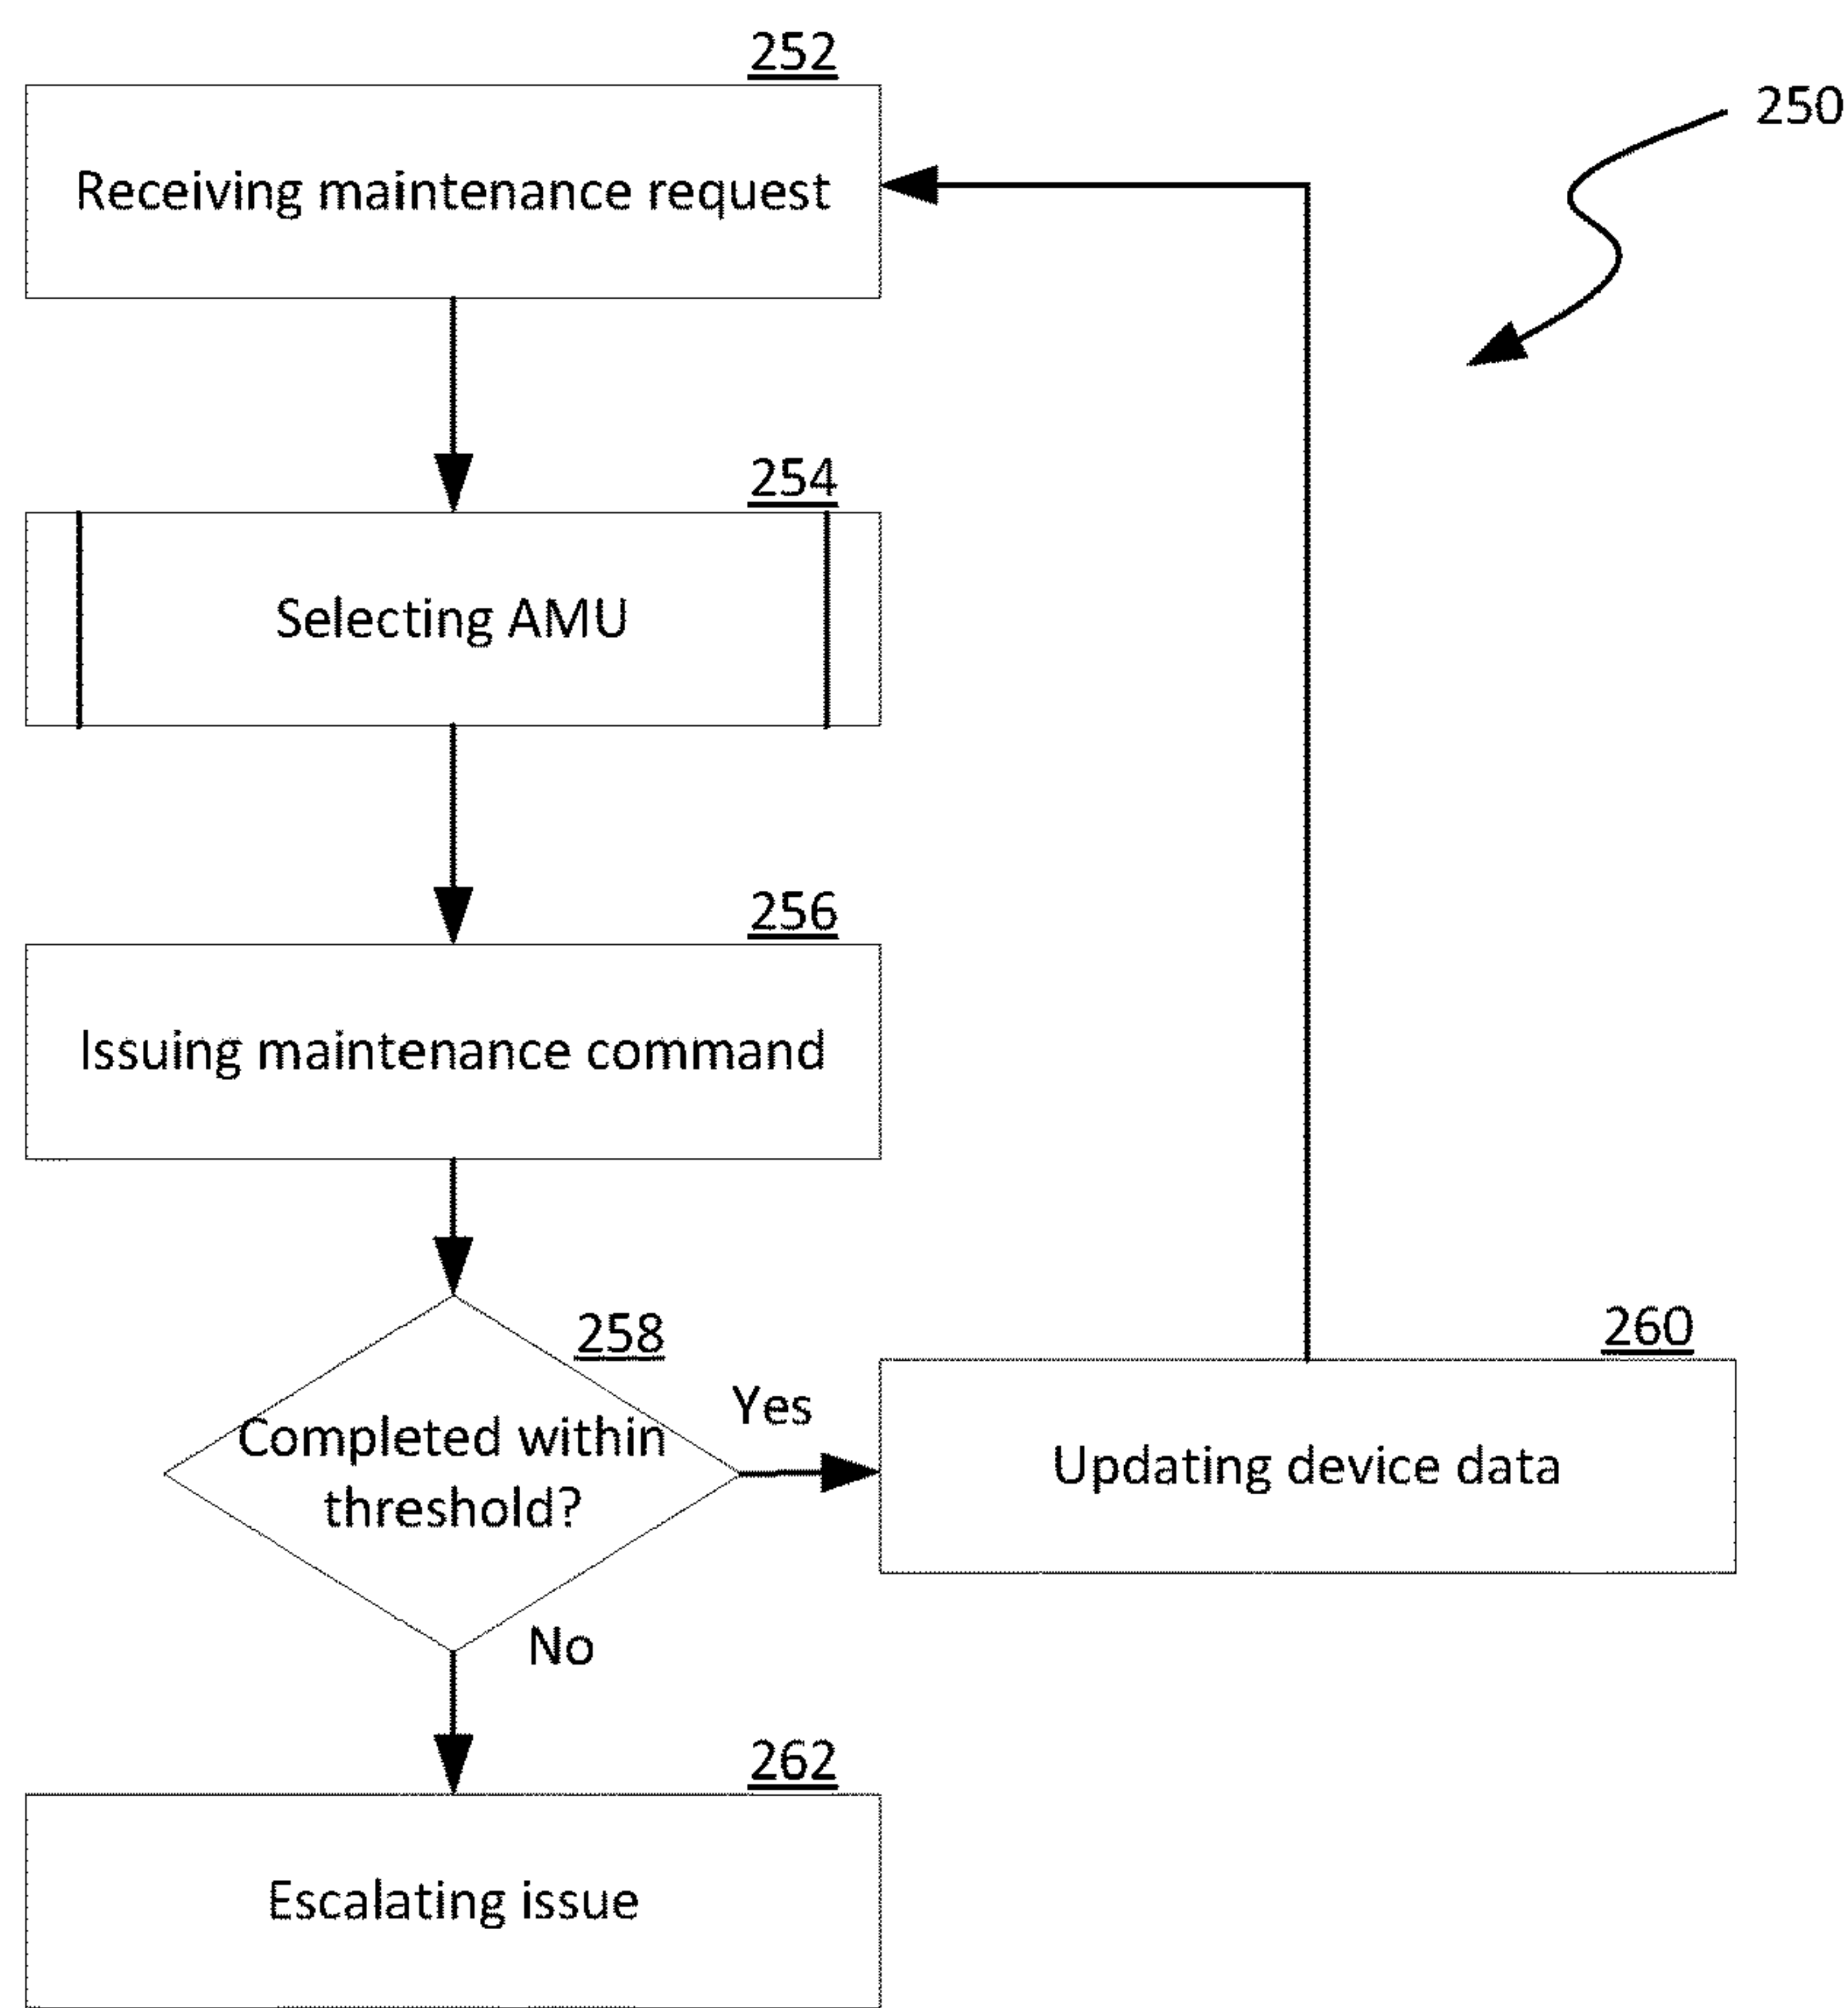 252
250
Receiving maintenance request
254
Selecting AMU
256
Issuing maintenance command
258
260
Yes
Completed within
threshold?
Updating device data
No
262
Escalating issue